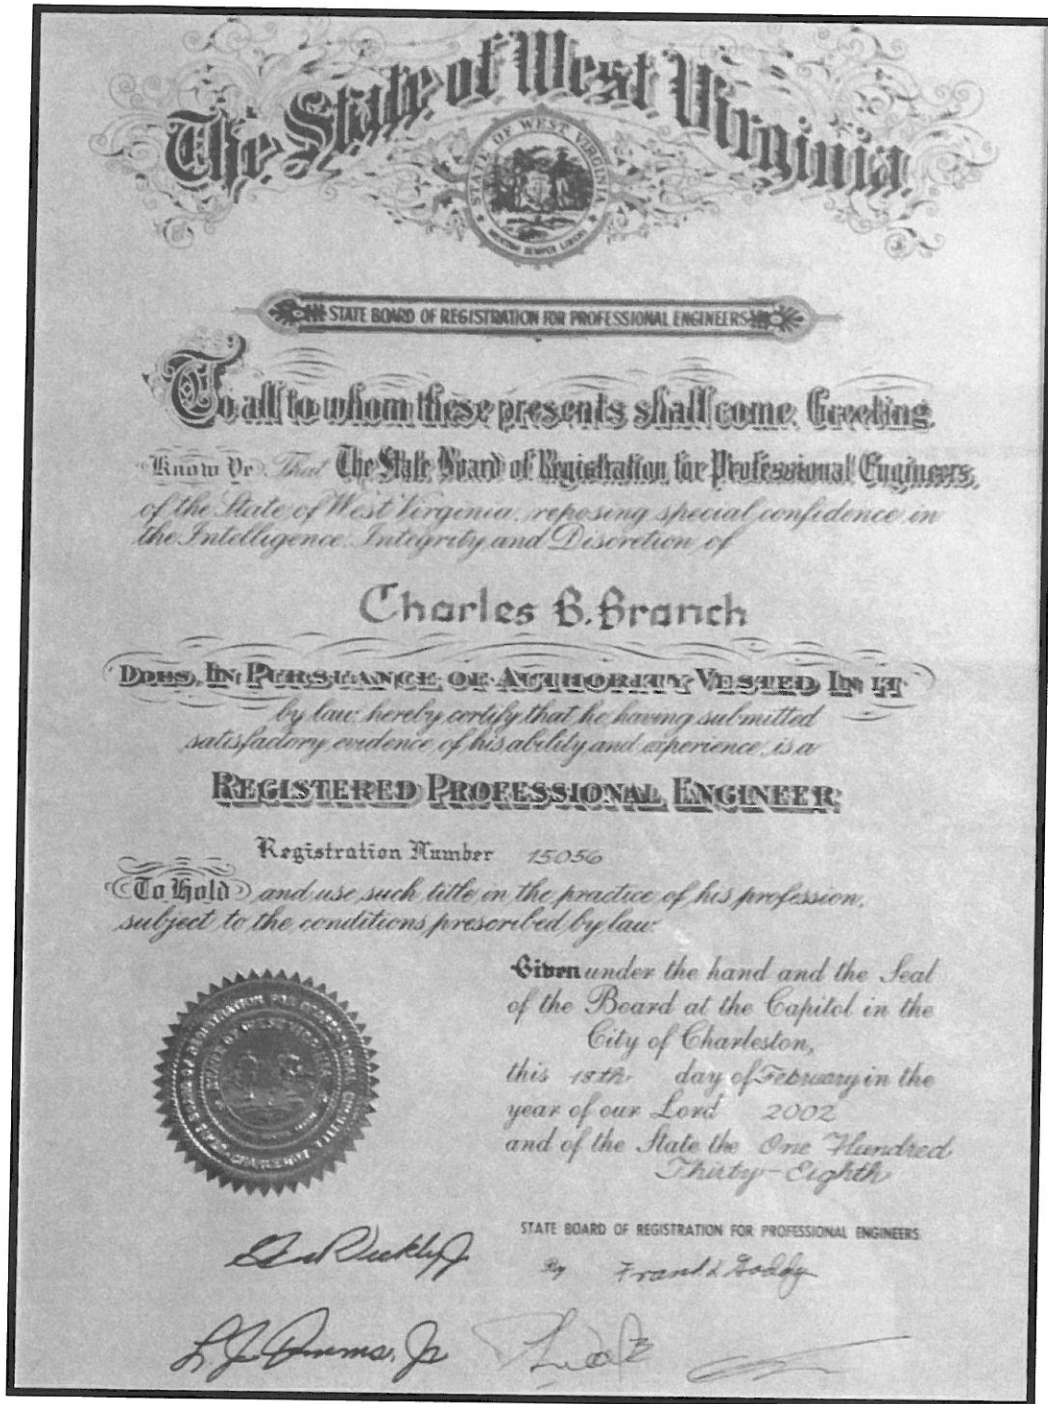 The State of West Virginia
STATE OF WEST VIRGINIA
MONTANI SEMPER LIBERI
STATE BOARD OF REGISTRATION FOR PROFESSIONAL ENGINEERS
To all to whom these presents shall come, Greeting
Know Ye, That The State Board of Registration for Professional Engineers,
of the State of West Virginia, reposing special confidence in
the Intelligence, Integrity and Discretion of
Charles B. Branch
DOES, IN PURSUANCE OF AUTHORITY VESTED IN IT
by law, hereby certify that he, having submitted
satisfactory evidence of his ability and experience, is a
REGISTERED PROFESSIONAL ENGINEER
Registration Number 15056
To Hold and use such title in the practice of his profession,
subject to the conditions prescribed by law.
Given under the hand and the Seal
of the Board at the Capitol in the
City of Charleston,
this 18th day of February in the
year of our Lord 2002
and of the State the One Hundred
Thirty-Eighth
STATE BOARD OF REGISTRATION FOR PROFESSIONAL ENGINEERS
By Frank